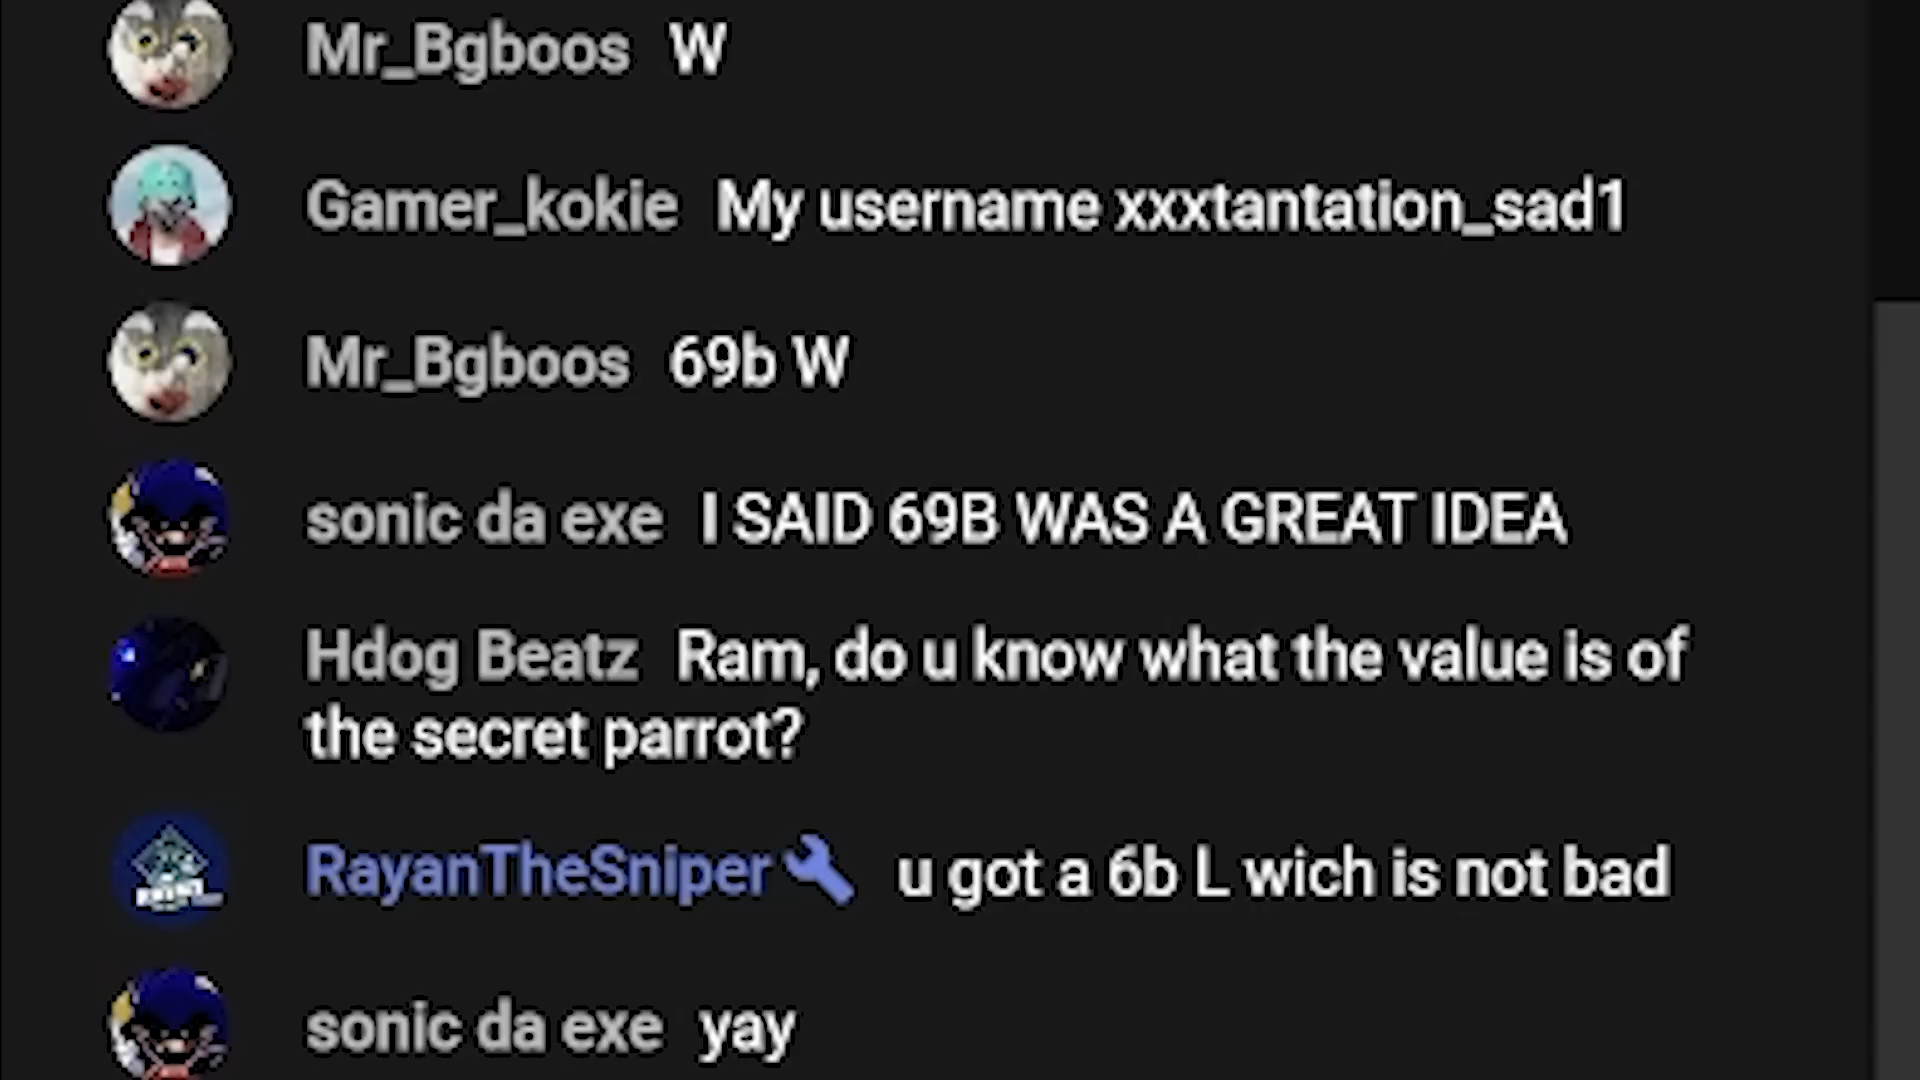 Mr_Bgboos W
Gamer_kokie My username xxxtantation_sad1
Mr_Bgboos 69b W
sonic da exe I SAID 69B WAS A GREAT IDEA
Hdog Beatz Ram, do u know what the value is of
the secret parrot?
RayanTheSniper u got a 6b L wich is not bad
sonic da exe yay